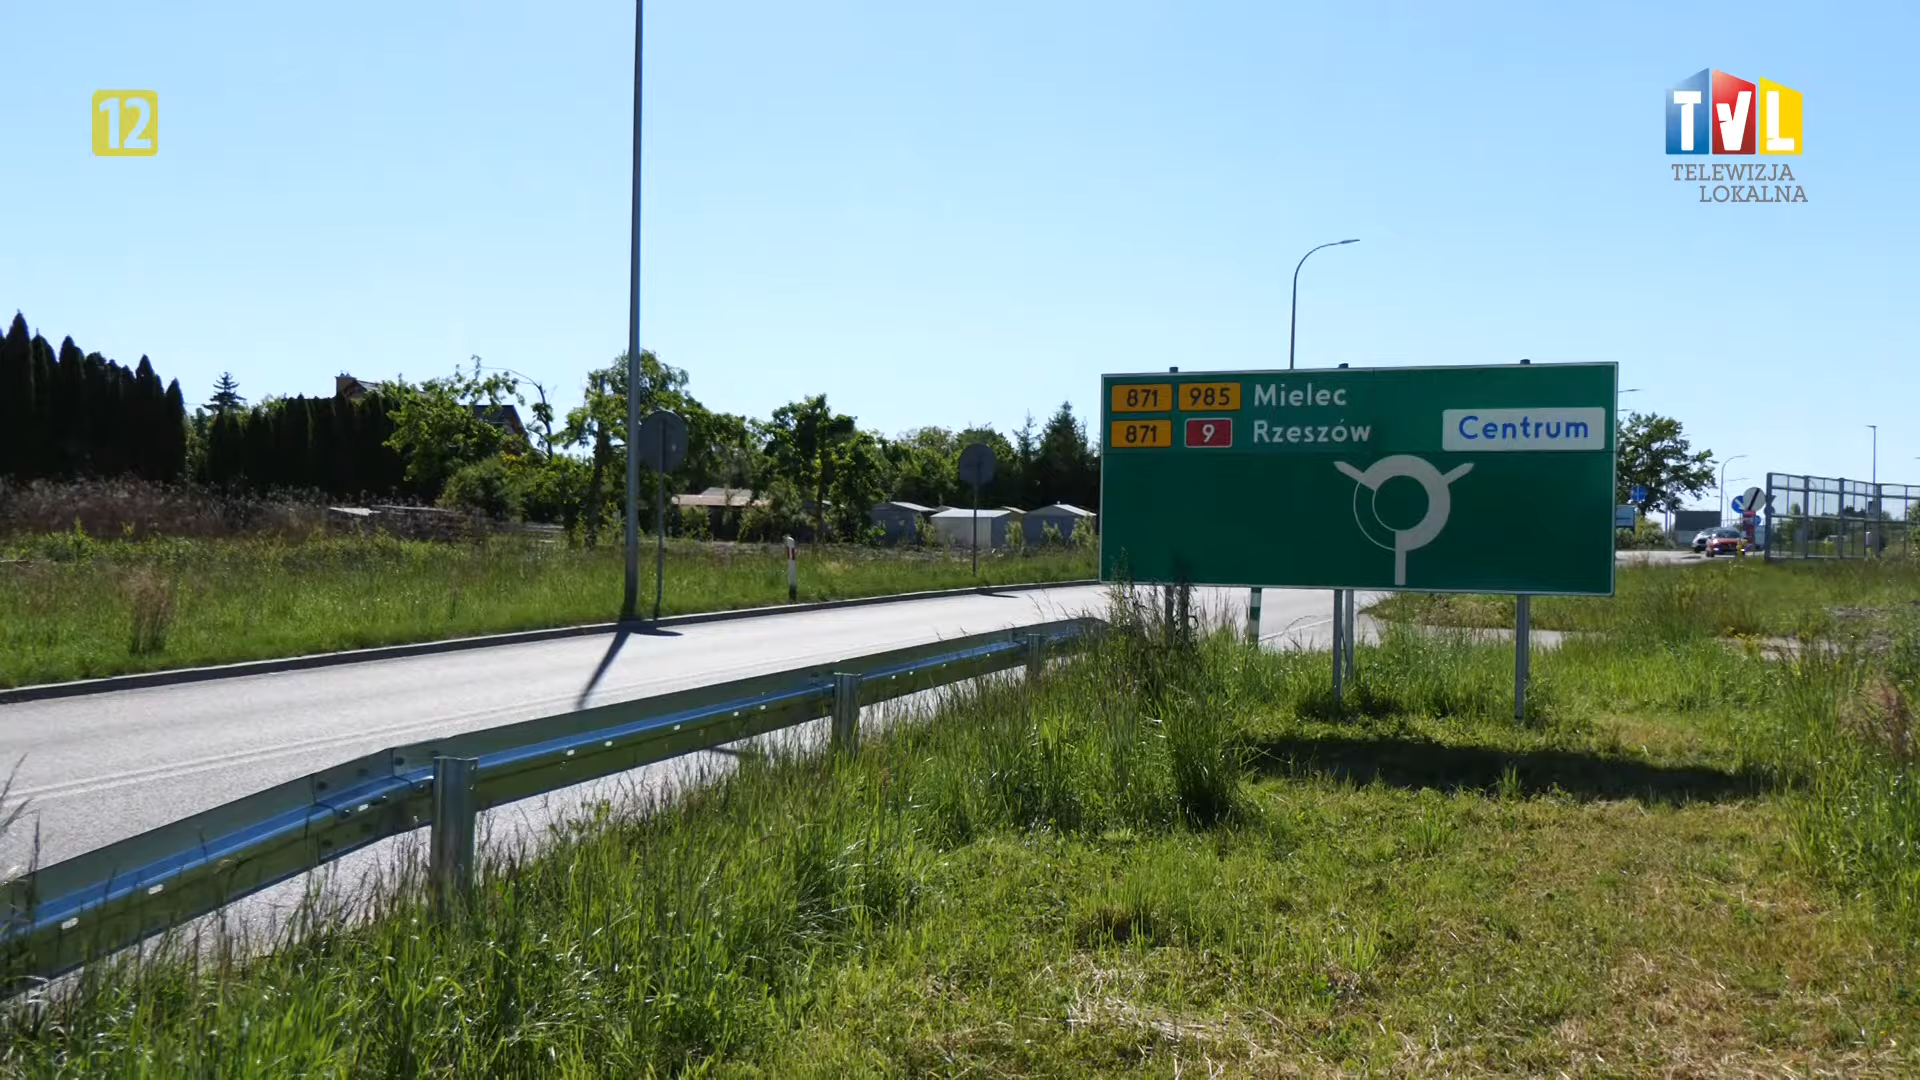 12
TVL
TELEWIZJA
LOKALNA
871 985 Mielec
871 9 Rzeszów
Centrum